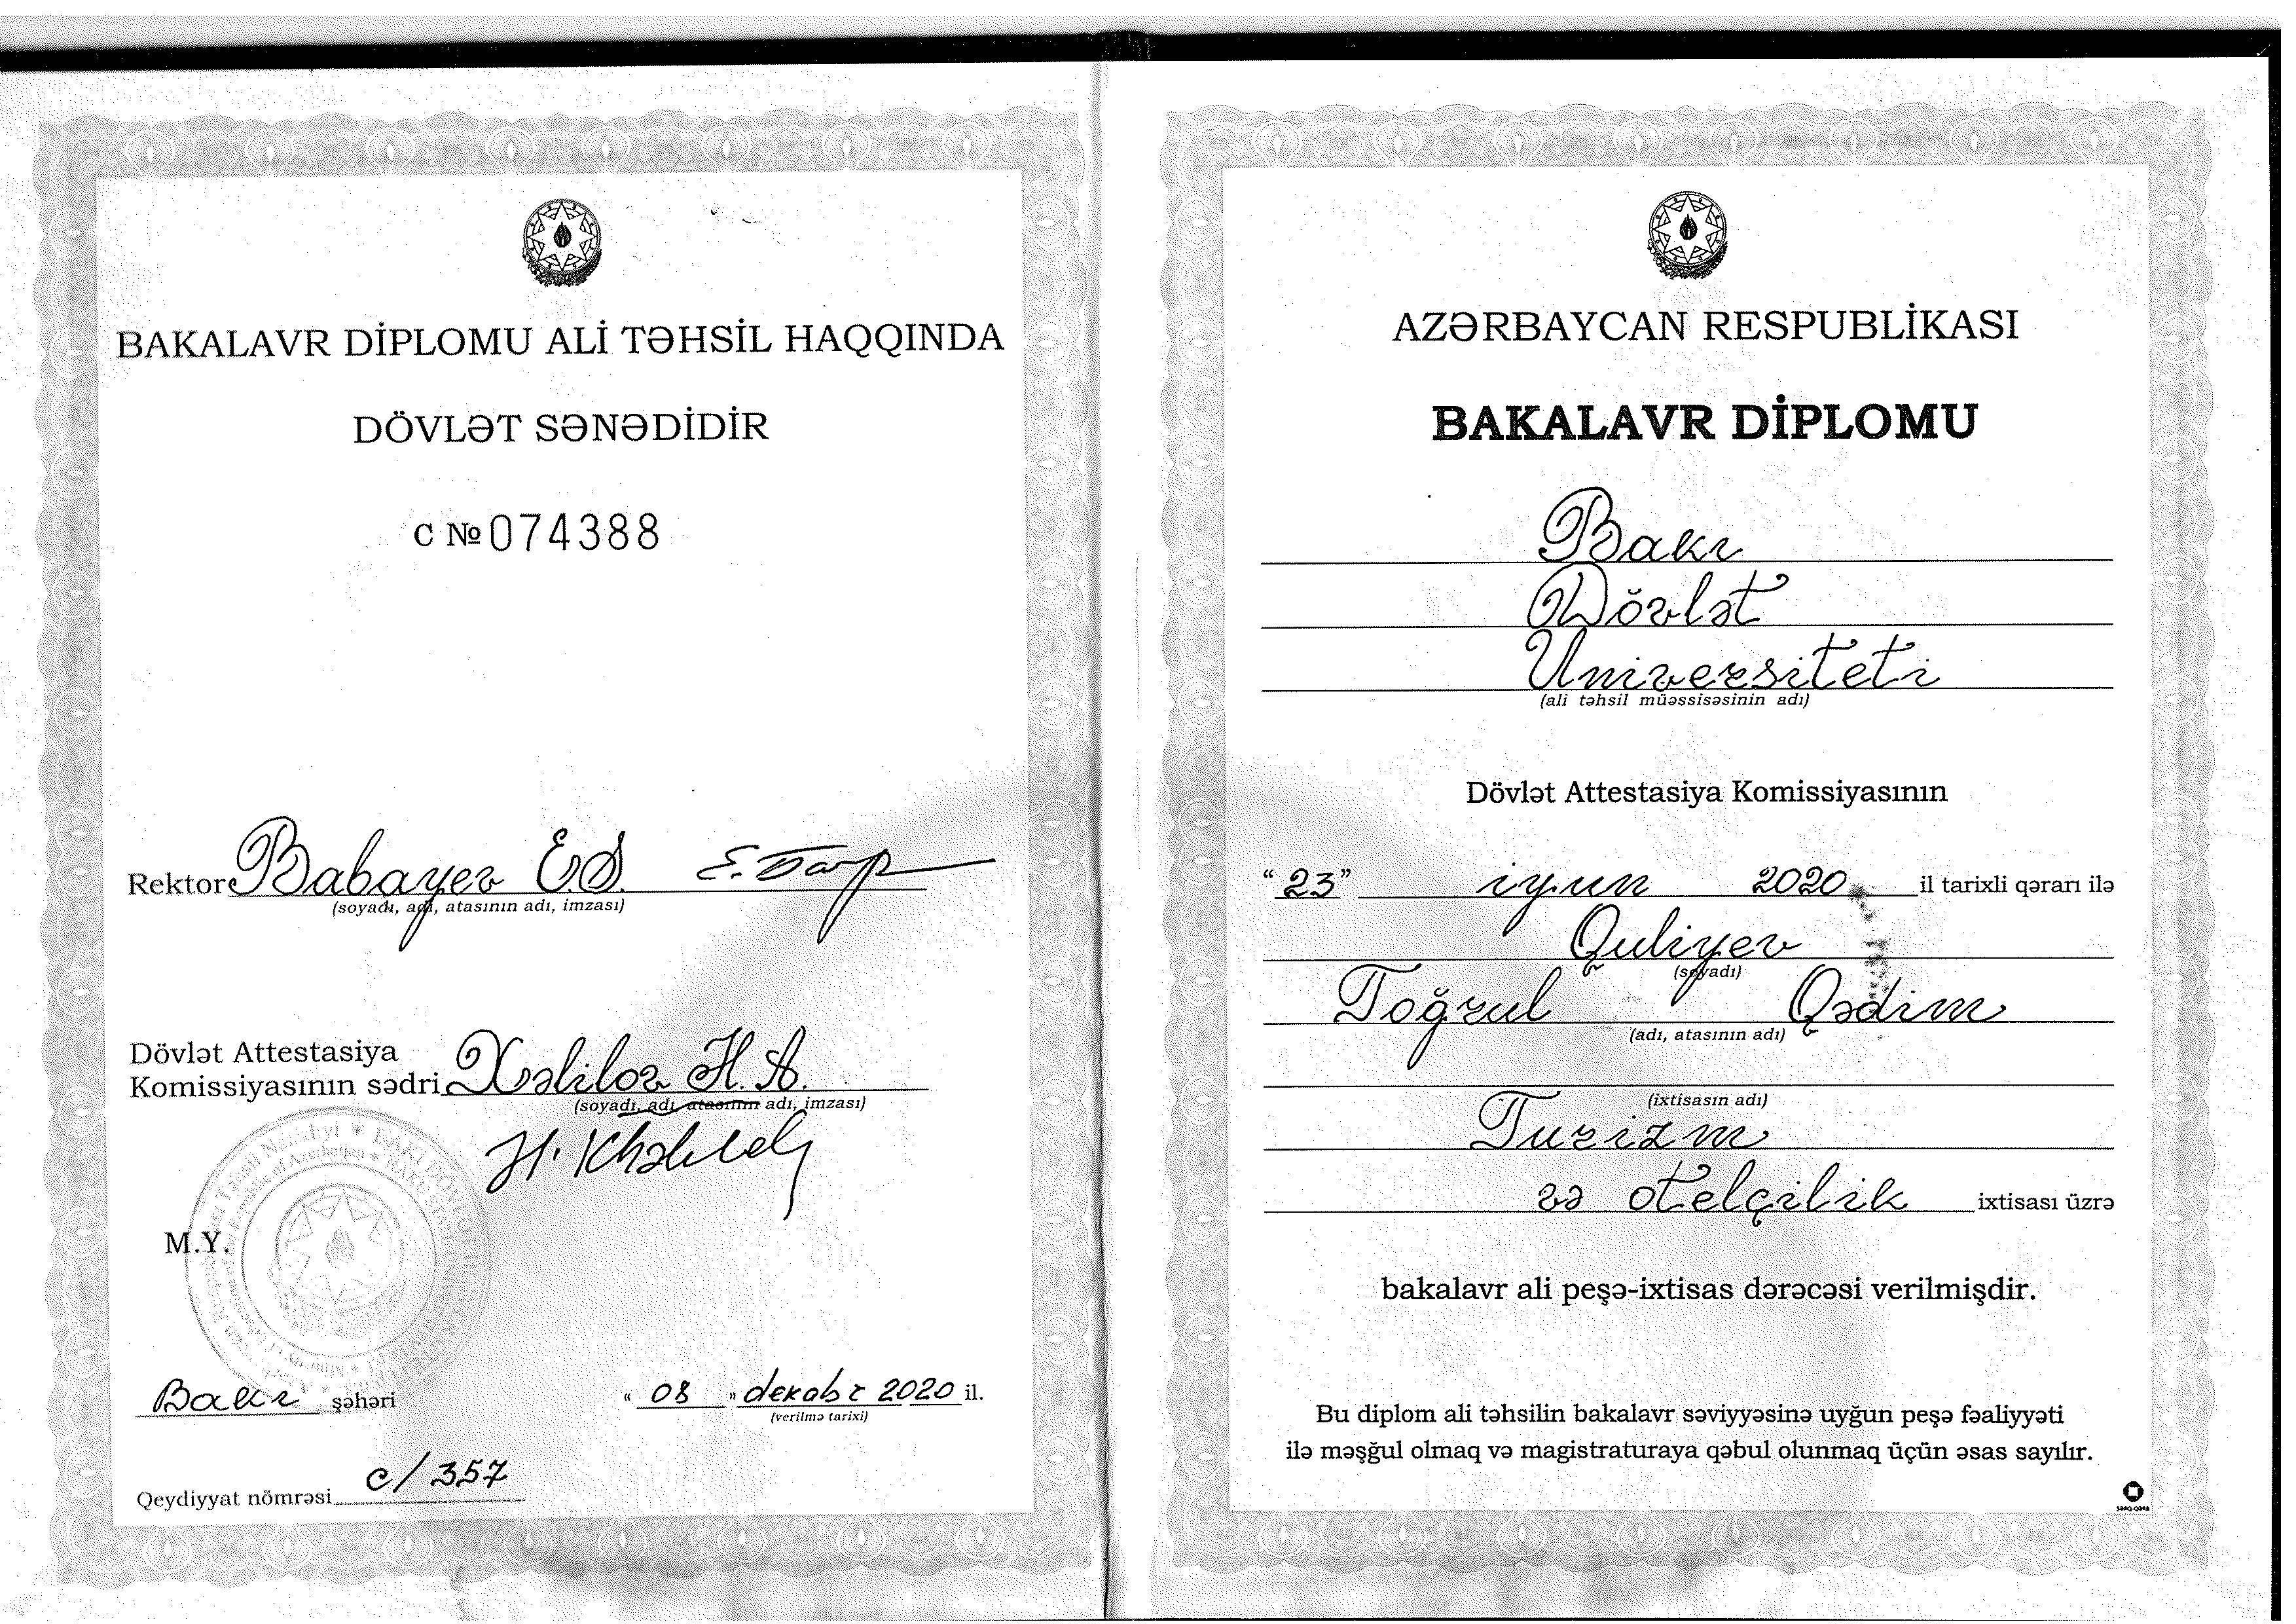 BAKALAVR DİPLOMU ALİ TƏHSİL HAQQINDA
DÖVLƏT SƏNƏDİDİR
C № 074388
Rektor Babayev E.S.
(soyadı, adı, atasının adı, imzası)
Dövlət Attestasiya
Komissiyasının sədri Xəlilov H.A.
(soyadı, adı, atasının adı, imzası)
M.Y.
Bakı şəhəri “ 08 ” dekabr 2020 il.
(verilmə tarixi)
Qeydiyyat nömrəsi c/357
AZƏRBAYCAN RESPUBLİKASI
BAKALAVR DİPLOMU
Bakı
Dövlət
Universiteti
(ali təhsil müəssisəsinin adı)
Dövlət Attestasiya Komissiyasının
“23” iyun 2020 il tarixli qərarı ilə
Quliyev
(soyadı)
Toğrul Qədim
(adı, atasının adı)
(ixtisasın adı)
Turizm
və otelçilik ixtisası üzrə
bakalavr ali peşə-ixtisas dərəcəsi verilmişdir.
Bu diplom ali təhsilin bakalavr səviyyəsinə uyğun peşə fəaliyyəti
ilə məşğul olmaq və magistraturaya qəbul olunmaq üçün əsas sayılır.